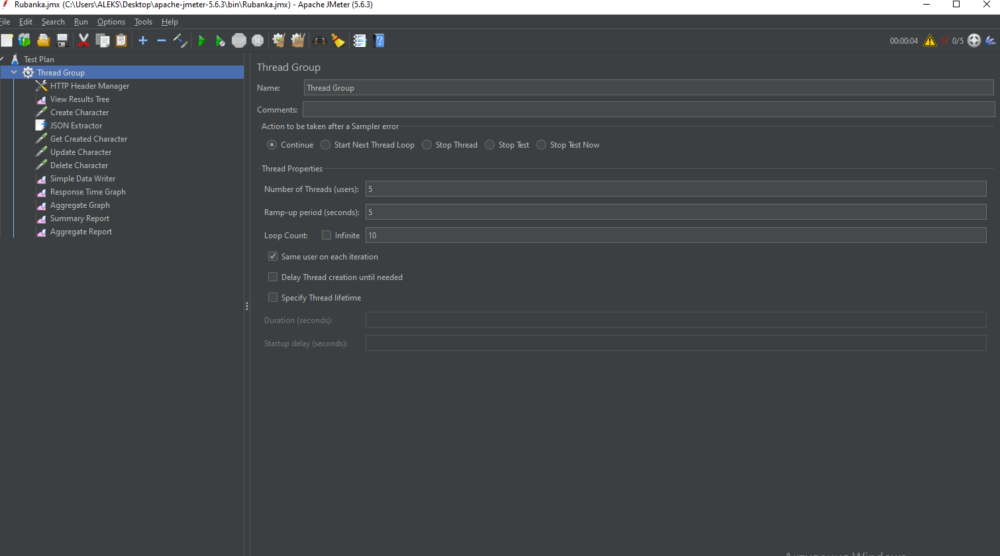 Rubanka.jmx (C:\Users\ALEKS\Desktop\apache-jmeter-5.6.3\bin\Rubanka.jmx) - Apache JMeter (5.6.3)
File Edit Search Run Options Tools Help
STOP 00:00:04 17 0/5
Test Plan
Thread Group
HTTP Header Manager
View Results Tree
Create Character
JSON Extractor
Get Created Character
Update Character
Delete Character
Simple Data Writer
Response Time Graph
Aggregate Graph
Summary Report
Aggregate Report
Thread Group
Name: Thread Group
Comments:
Action to be taken after a Sampler error
Continue Start Next Thread Loop Stop Thread Stop Test Stop Test Now
Thread Properties
Number of Threads (users): 5
Ramp-up period (seconds): 5
Loop Count: Infinite 10
Same user on each iteration
Delay Thread creation until needed
Specify Thread lifetime
Duration (seconds):
Startup delay (seconds):
Активация Windows